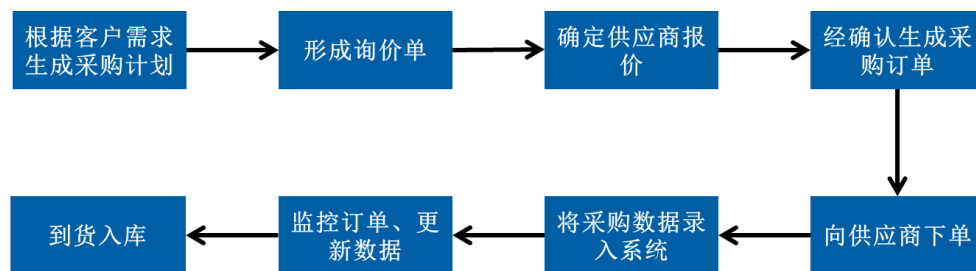 根据客户需求
生成采购计划
形成询价单
确定供应商报
价
经确认生成采
购订单
向供应商下单
将采购数据录
入系统
监控订单、更
新数据
到货入库